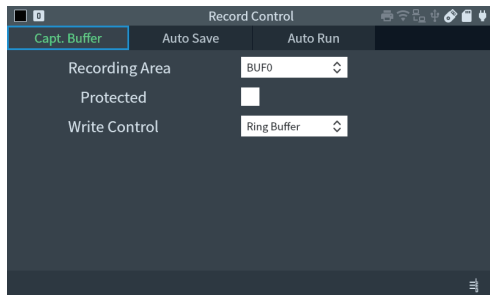 0 Record Control
Capt. Buffer Auto Save Auto Run
Recording Area BUF0
Protected
Write Control Ring Buffer